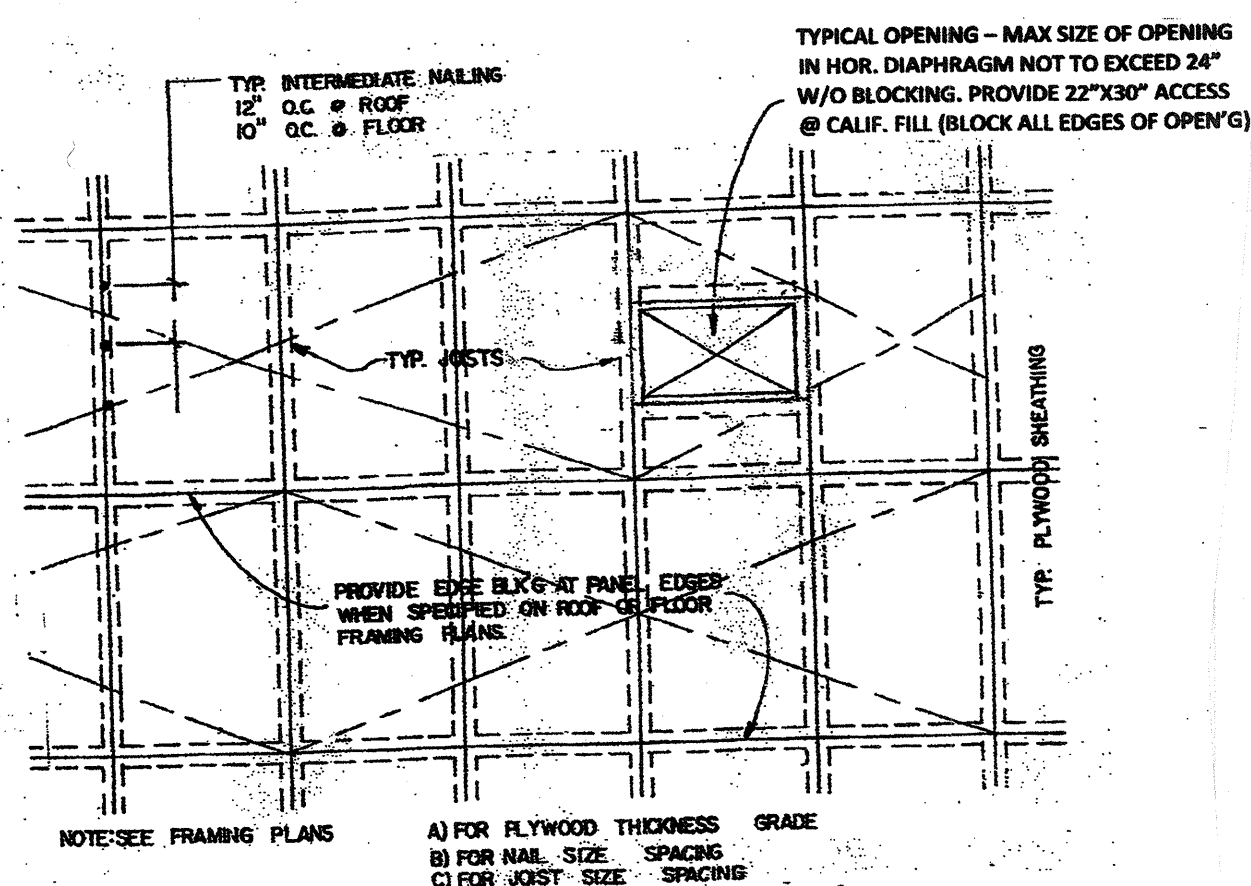 TYPICAL OPENING – MAX SIZE OF OPENING
IN HOR. DIAPHRAGM NOT TO EXCEED 24"
W/O BLOCKING. PROVIDE 22"X30" ACCESS
@ CALIF. FILL (BLOCK ALL EDGES OF OPEN'G)
TYP. INTERMEDIATE NAILING
12" O.C. @ ROOF
10" O.C. @ FLOOR
TYP. JOISTS
TYP. PLYWOOD SHEATHING
PROVIDE EDGE BLK'G AT PANEL EDGES
WHEN SPECIFIED ON ROOF OR FLOOR
FRAMING PLANS.
NOTE: SEE FRAMING PLANS
A) FOR PLYWOOD THICKNESS GRADE
B) FOR NAIL SIZE SPACING
C) FOR JOIST SIZE SPACING